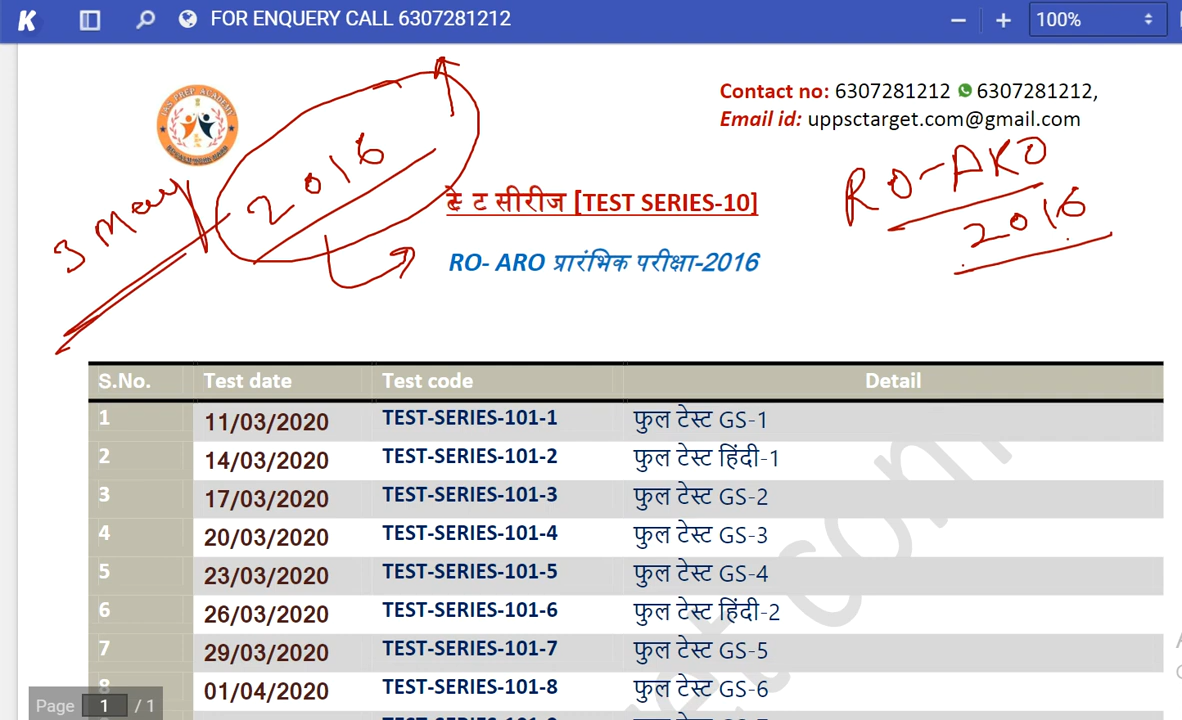 FOR ENQUERY CALL 6307281212
100%
Contact no: 6307281212 6307281212,
Email id: uppsctarget.com@gmail.com
IAS PREP ACADEMY
3 May
2016
RO-ARO
2016
टेट सीरीज [TEST SERIES-10]
RO- ARO प्रारंभिक परीक्षा-2016
S.No. Test date Test code Detail
1 11/03/2020 TEST-SERIES-101-1 फुल टेस्ट GS-1
2 14/03/2020 TEST-SERIES-101-2 फुल टेस्ट हिंदी-1
3 17/03/2020 TEST-SERIES-101-3 फुल टेस्ट GS-2
4 20/03/2020 TEST-SERIES-101-4 फुल टेस्ट GS-3
5 23/03/2020 TEST-SERIES-101-5 फुल टेस्ट GS-4
6 26/03/2020 TEST-SERIES-101-6 फुल टेस्ट हिंदी-2
7 29/03/2020 TEST-SERIES-101-7 फुल टेस्ट GS-5
8 01/04/2020 TEST-SERIES-101-8 फुल टेस्ट GS-6
Page 1 / 1